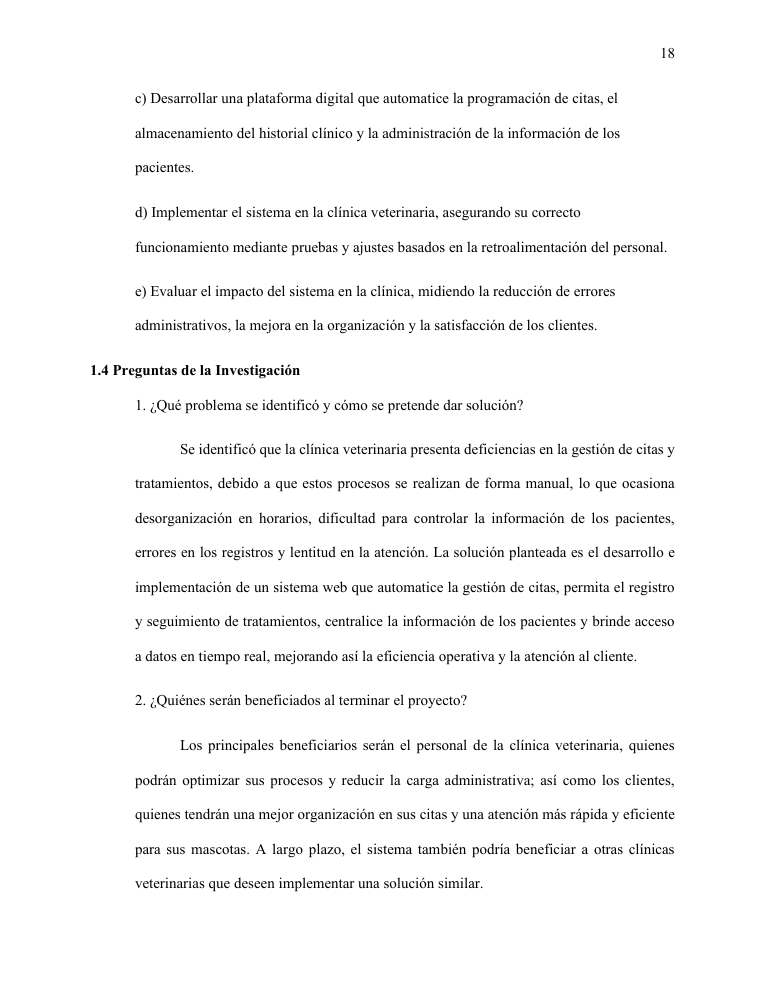 18
c) Desarrollar una plataforma digital que automatice la programación de citas, el
almacenamiento del historial clínico y la administración de la información de los
pacientes.
d) Implementar el sistema en la clínica veterinaria, asegurando su correcto
funcionamiento mediante pruebas y ajustes basados en la retroalimentación del personal.
e) Evaluar el impacto del sistema en la clínica, midiendo la reducción de errores
administrativos, la mejora en la organización y la satisfacción de los clientes.
1.4 Preguntas de la Investigación
1. ¿Qué problema se identificó y cómo se pretende dar solución?
Se identificó que la clínica veterinaria presenta deficiencias en la gestión de citas y
tratamientos, debido a que estos procesos se realizan de forma manual, lo que ocasiona
desorganización en horarios, dificultad para controlar la información de los pacientes,
errores en los registros y lentitud en la atención. La solución planteada es el desarrollo e
implementación de un sistema web que automatice la gestión de citas, permita el registro
y seguimiento de tratamientos, centralice la información de los pacientes y brinde acceso
a datos en tiempo real, mejorando así la eficiencia operativa y la atención al cliente.
2. ¿Quiénes serán beneficiados al terminar el proyecto?
Los principales beneficiarios serán el personal de la clínica veterinaria, quienes
podrán optimizar sus procesos y reducir la carga administrativa; así como los clientes,
quienes tendrán una mejor organización en sus citas y una atención más rápida y eficiente
para sus mascotas. A largo plazo, el sistema también podría beneficiar a otras clínicas
veterinarias que deseen implementar una solución similar.